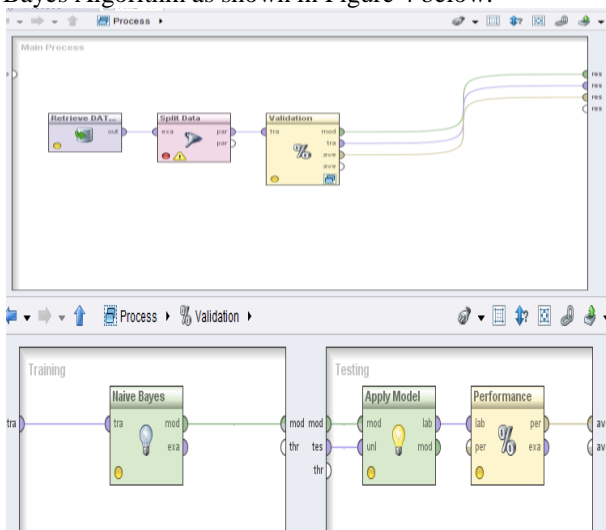 Bayes Algorithm as shown in Figure 4 below.
Process
Main Process
Retrieve DAT... Split Data Validation
out exa par par tra mod tra ave ave
res
res
res
res
Process Validation
Training Testing
Naive Bayes Apply Model Performance
tra tra mod exa mod thr mod tes thr mod unl lab mod lab per per exa av av